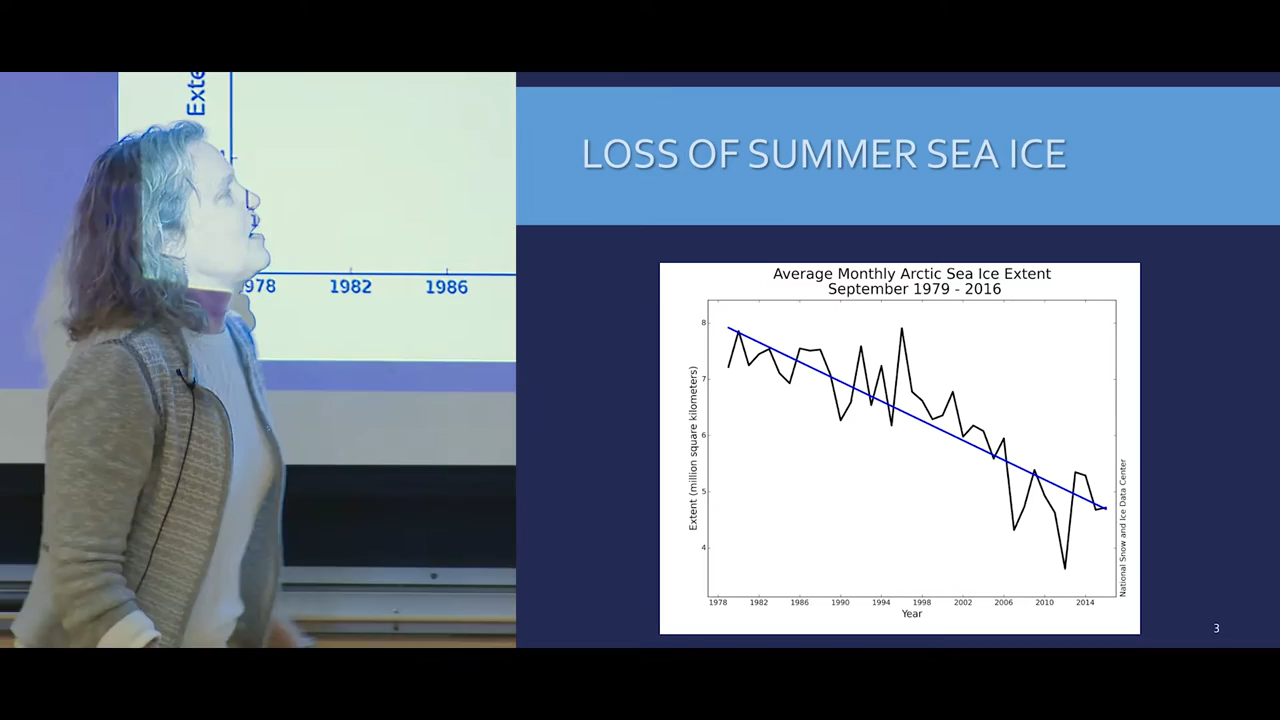 Exte
1978
1982
1986
LOSS OF SUMMER SEA ICE
Average Monthly Arctic Sea Ice Extent
September 1979 - 2016
Extent (million square kilometers)
8
7
6
5
4
1978 1982 1986 1990 1994 1998 2002 2006 2010 2014
Year
National Snow and Ice Data Center
3